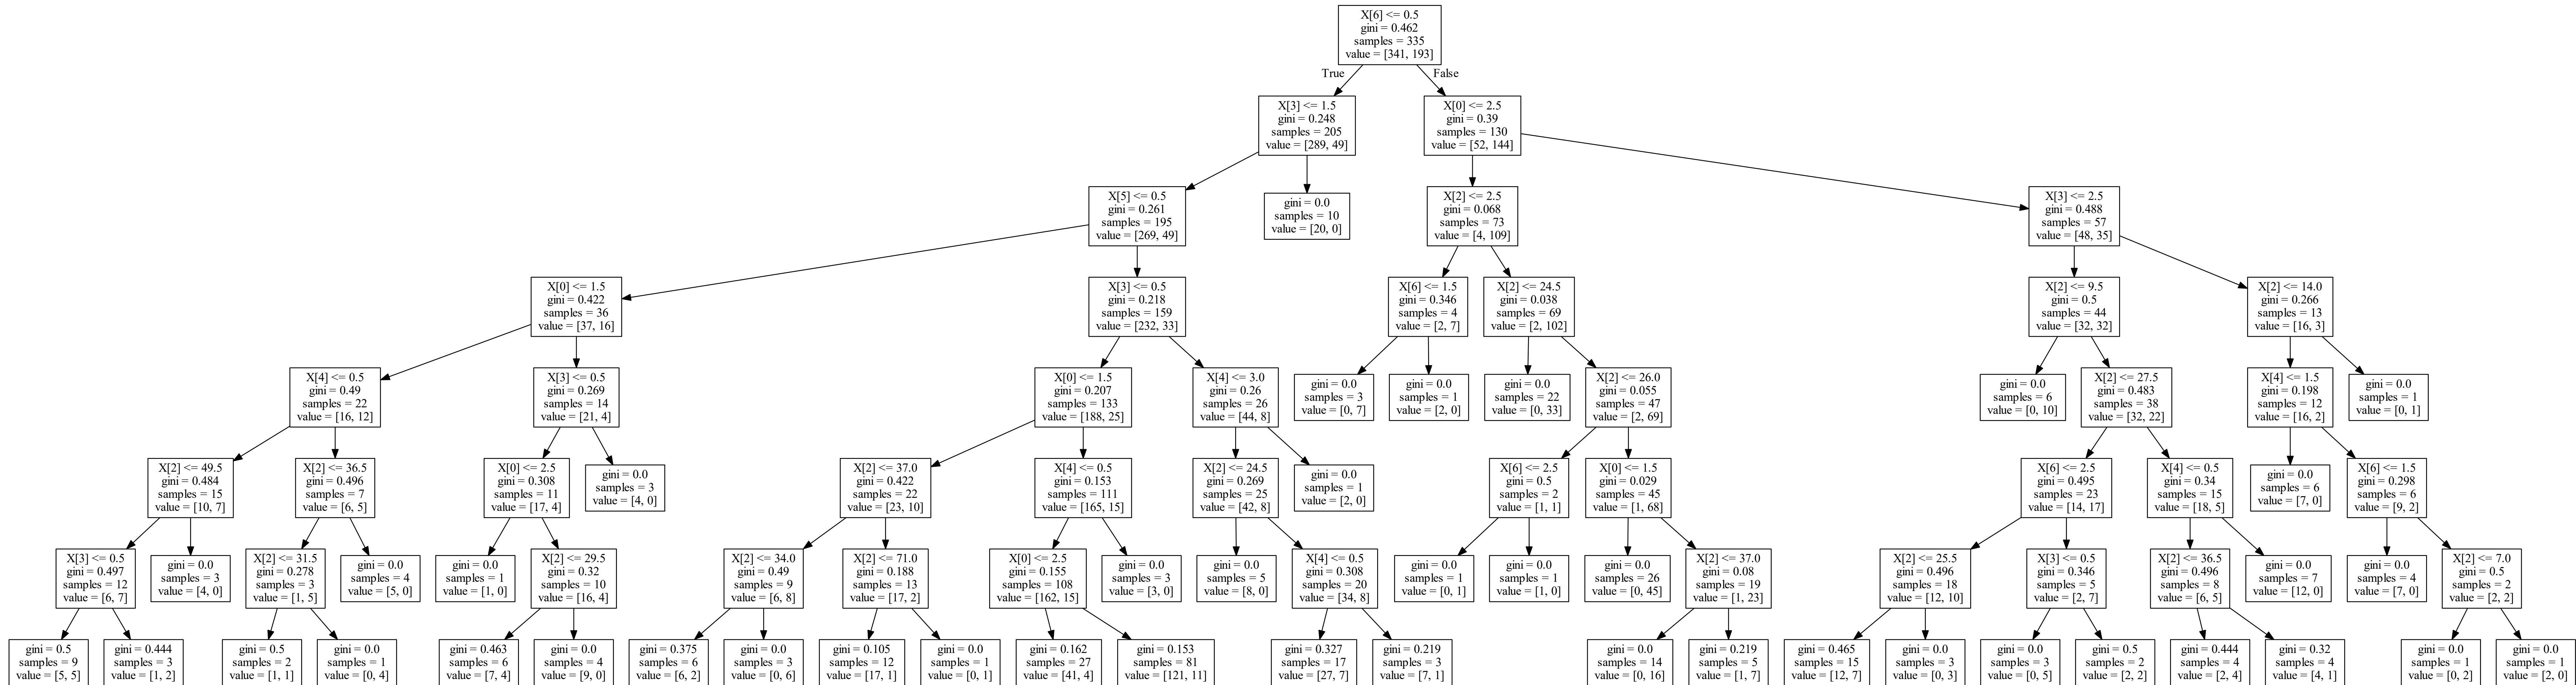 X[6] <= 0.5
gini = 0.462
samples = 335
value = [341, 193]
True
False
X[3] <= 1.5
gini = 0.248
samples = 205
value = [289, 49]
X[0] <= 2.5
gini = 0.39
samples = 130
value = [52, 144]
X[5] <= 0.5
gini = 0.261
samples = 195
value = [269, 49]
gini = 0.0
samples = 10
value = [20, 0]
X[2] <= 2.5
gini = 0.068
samples = 73
value = [4, 109]
X[3] <= 2.5
gini = 0.488
samples = 57
value = [48, 35]
X[0] <= 1.5
gini = 0.422
samples = 36
value = [37, 16]
X[3] <= 0.5
gini = 0.218
samples = 159
value = [232, 33]
X[6] <= 1.5
gini = 0.346
samples = 4
value = [2, 7]
X[2] <= 24.5
gini = 0.038
samples = 69
value = [2, 102]
X[2] <= 9.5
gini = 0.5
samples = 44
value = [32, 32]
X[2] <= 14.0
gini = 0.266
samples = 13
value = [16, 3]
X[4] <= 0.5
gini = 0.49
samples = 22
value = [16, 12]
X[3] <= 0.5
gini = 0.269
samples = 14
value = [21, 4]
X[0] <= 1.5
gini = 0.207
samples = 133
value = [188, 25]
X[4] <= 3.0
gini = 0.26
samples = 26
value = [44, 8]
gini = 0.0
samples = 3
value = [0, 7]
gini = 0.0
samples = 1
value = [2, 0]
gini = 0.0
samples = 22
value = [0, 33]
X[2] <= 26.0
gini = 0.055
samples = 47
value = [2, 69]
gini = 0.0
samples = 6
value = [0, 10]
X[2] <= 27.5
gini = 0.483
samples = 38
value = [32, 22]
X[4] <= 1.5
gini = 0.198
samples = 12
value = [16, 2]
gini = 0.0
samples = 1
value = [0, 1]
X[2] <= 49.5
gini = 0.484
samples = 15
value = [10, 7]
X[2] <= 36.5
gini = 0.496
samples = 7
value = [6, 5]
X[0] <= 2.5
gini = 0.308
samples = 11
value = [17, 4]
gini = 0.0
samples = 3
value = [4, 0]
X[2] <= 37.0
gini = 0.422
samples = 22
value = [23, 10]
X[4] <= 0.5
gini = 0.153
samples = 111
value = [165, 15]
X[2] <= 24.5
gini = 0.269
samples = 25
value = [42, 8]
gini = 0.0
samples = 1
value = [2, 0]
X[6] <= 2.5
gini = 0.5
samples = 2
value = [1, 1]
X[0] <= 1.5
gini = 0.029
samples = 45
value = [1, 68]
X[6] <= 2.5
gini = 0.495
samples = 23
value = [14, 17]
X[4] <= 0.5
gini = 0.34
samples = 15
value = [18, 5]
gini = 0.0
samples = 6
value = [7, 0]
X[6] <= 1.5
gini = 0.298
samples = 6
value = [9, 2]
X[3] <= 0.5
gini = 0.497
samples = 12
value = [6, 7]
gini = 0.0
samples = 3
value = [4, 0]
X[2] <= 31.5
gini = 0.278
samples = 3
value = [1, 5]
gini = 0.0
samples = 4
value = [5, 0]
gini = 0.0
samples = 1
value = [1, 0]
X[2] <= 29.5
gini = 0.32
samples = 10
value = [16, 4]
X[2] <= 34.0
gini = 0.49
samples = 9
value = [6, 8]
X[2] <= 71.0
gini = 0.188
samples = 13
value = [17, 2]
X[0] <= 2.5
gini = 0.155
samples = 108
value = [162, 15]
gini = 0.0
samples = 3
value = [3, 0]
gini = 0.0
samples = 5
value = [8, 0]
X[4] <= 0.5
gini = 0.308
samples = 20
value = [34, 8]
gini = 0.0
samples = 1
value = [0, 1]
gini = 0.0
samples = 1
value = [1, 0]
gini = 0.0
samples = 26
value = [0, 45]
X[2] <= 37.0
gini = 0.08
samples = 19
value = [1, 23]
X[2] <= 25.5
gini = 0.496
samples = 18
value = [12, 10]
X[3] <= 0.5
gini = 0.346
samples = 5
value = [2, 7]
X[2] <= 36.5
gini = 0.496
samples = 8
value = [6, 5]
gini = 0.0
samples = 7
value = [12, 0]
gini = 0.0
samples = 4
value = [7, 0]
X[2] <= 7.0
gini = 0.5
samples = 2
value = [2, 2]
gini = 0.5
samples = 9
value = [5, 5]
gini = 0.444
samples = 3
value = [1, 2]
gini = 0.5
samples = 2
value = [1, 1]
gini = 0.0
samples = 1
value = [0, 4]
gini = 0.463
samples = 6
value = [7, 4]
gini = 0.0
samples = 4
value = [9, 0]
gini = 0.375
samples = 6
value = [6, 2]
gini = 0.0
samples = 3
value = [0, 6]
gini = 0.105
samples = 12
value = [17, 1]
gini = 0.0
samples = 1
value = [0, 1]
gini = 0.162
samples = 27
value = [41, 4]
gini = 0.153
samples = 81
value = [121, 11]
gini = 0.327
samples = 17
value = [27, 7]
gini = 0.219
samples = 3
value = [7, 1]
gini = 0.0
samples = 14
value = [0, 16]
gini = 0.219
samples = 5
value = [1, 7]
gini = 0.465
samples = 15
value = [12, 7]
gini = 0.0
samples = 3
value = [0, 3]
gini = 0.0
samples = 3
value = [0, 5]
gini = 0.5
samples = 2
value = [2, 2]
gini = 0.444
samples = 4
value = [2, 4]
gini = 0.32
samples = 4
value = [4, 1]
gini = 0.0
samples = 1
value = [0, 2]
gini = 0.0
samples = 1
value = [2, 0]